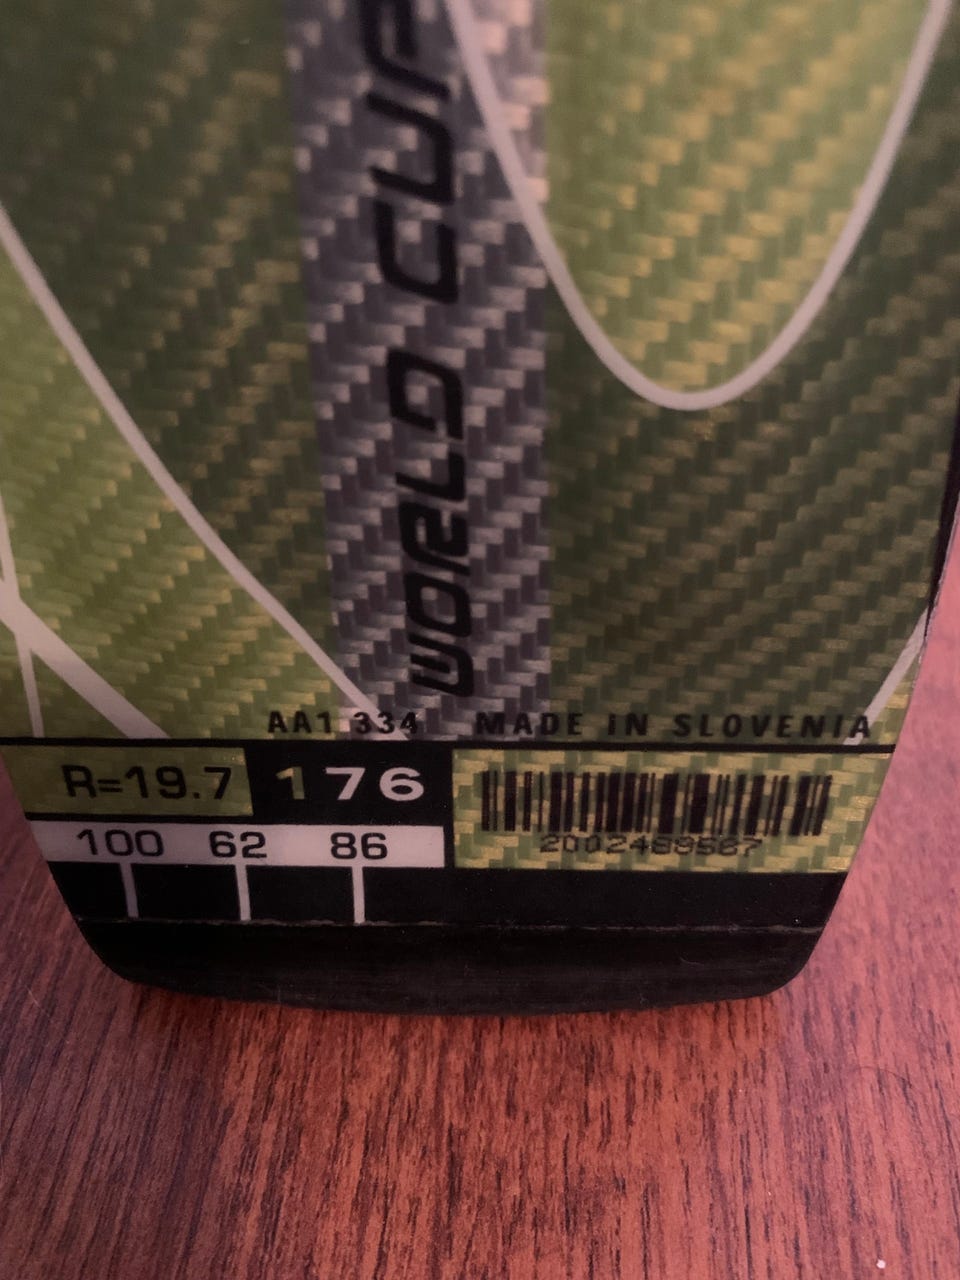 WORLD CUP
AA1 334 MADE IN SLOVENIA
R=19.7 176
100 62 86
2002489567